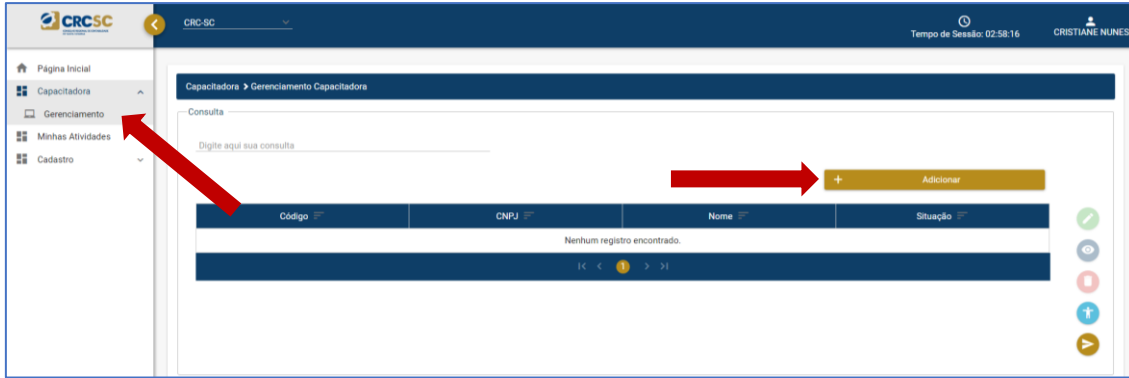 CRCSC
CRC-SC
Tempo de Sessão: 02:58:16
CRISTIANE NUNES
Página Inicial
Capacitadora
Gerenciamento
Minhas Atividades
Cadastro
Capacitadora > Gerenciamento Capacitadora
Consulta
Digite aqui sua consulta
+ Adicionar
Código CNPJ Nome Situação
Nenhum registro encontrado.
1